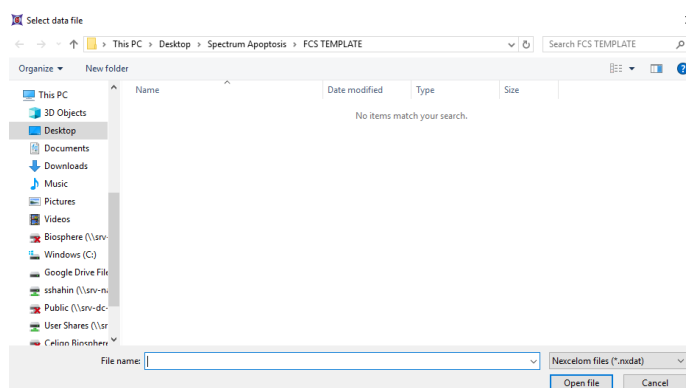 Select data file
This PC > Desktop > Spectrum Apoptosis > FCS TEMPLATE
Search FCS TEMPLATE
Organize
New folder
Name
Date modified
Type
Size
No items match your search.
This PC
3D Objects
Desktop
Documents
Downloads
Music
Pictures
Videos
Biosphere (\\srv-
Windows (C:)
Google Drive File
sshahin (\\srv-na
Public (\\srv-dc-
User Shares (\\sr
Celigo Biosphere
File name:
Nexcelom files (*.nxdat)
Open file
Cancel